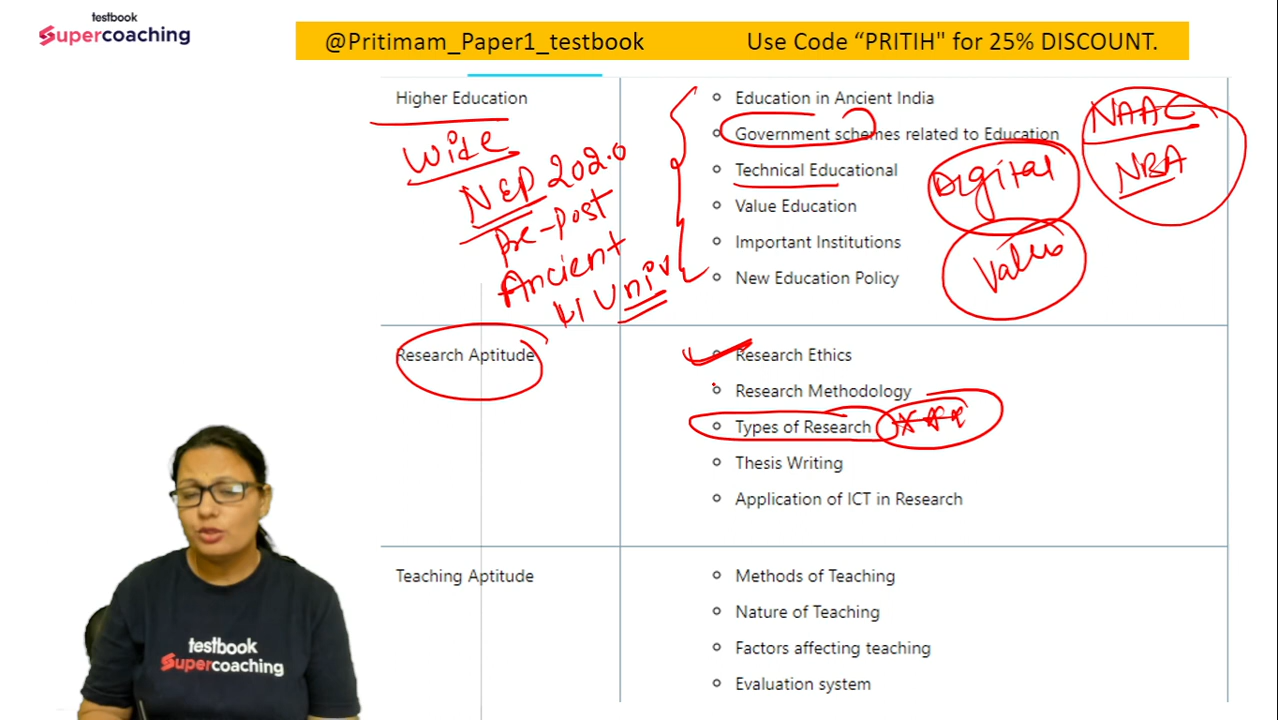 testbook
Supercoaching
@Pritimam_Paper1_testbook Use Code “PRITIH" for 25% DISCOUNT.
Higher Education
Wide
NEP 2020
Pre-Post
Ancient
Univ
Education in Ancient India
Government schemes related to Education
Technical Educational
Value Education
Important Institutions
New Education Policy
NAAC
NBA
Digital
Value
Research Aptitude
Research Ethics
Research Methodology
Types of Research
Thesis Writing
Application of ICT in Research
Teaching Aptitude
Methods of Teaching
Nature of Teaching
Factors affecting teaching
Evaluation system
testbook
Supercoaching